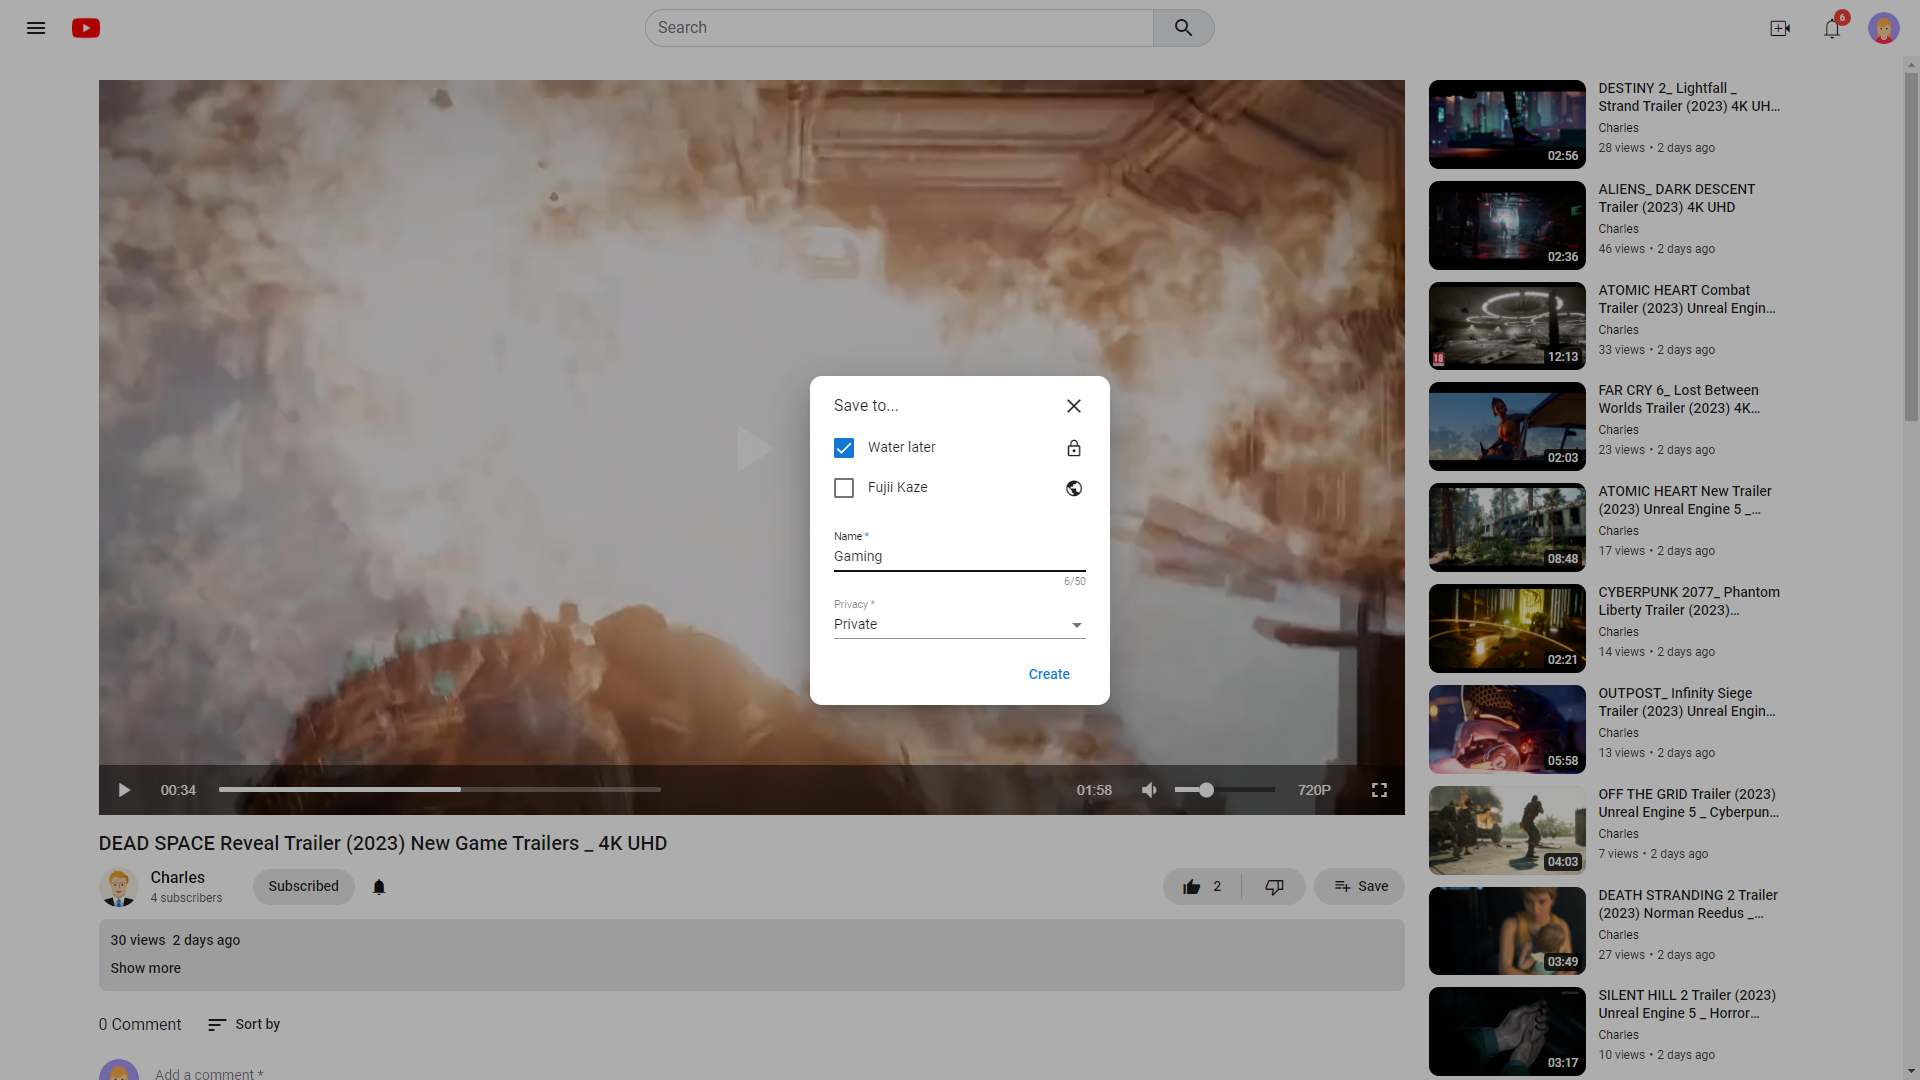 Search
6
Save to...
Water later
Fujii Kaze
Name *
Gaming
6/50
Privacy *
Private
Create
00:34
01:58
720P
DEAD SPACE Reveal Trailer (2023) New Game Trailers _ 4K UHD
Charles
4 subscribers
Subscribed
2
Save
30 views 2 days ago
Show more
0 Comment
Sort by
Add a comment *
02:56
DESTINY 2_ Lightfall _
Strand Trailer (2023) 4K UH...
Charles
28 views • 2 days ago
02:36
ALIENS_ DARK DESCENT
Trailer (2023) 4K UHD
Charles
46 views • 2 days ago
18
12:13
ATOMIC HEART Combat
Trailer (2023) Unreal Engin...
Charles
33 views • 2 days ago
02:03
FAR CRY 6_ Lost Between
Worlds Trailer (2023) 4K...
Charles
23 views • 2 days ago
08:48
ATOMIC HEART New Trailer
(2023) Unreal Engine 5 _...
Charles
17 views • 2 days ago
02:21
CYBERPUNK 2077_ Phantom
Liberty Trailer (2023)...
Charles
14 views • 2 days ago
05:58
OUTPOST_ Infinity Siege
Trailer (2023) Unreal Engin...
Charles
13 views • 2 days ago
04:03
OFF THE GRID Trailer (2023)
Unreal Engine 5 _ Cyberpun...
Charles
7 views • 2 days ago
03:49
DEATH STRANDING 2 Trailer
(2023) Norman Reedus _...
Charles
27 views • 2 days ago
03:17
SILENT HILL 2 Trailer (2023)
Unreal Engine 5 _ Horror...
Charles
10 views • 2 days ago